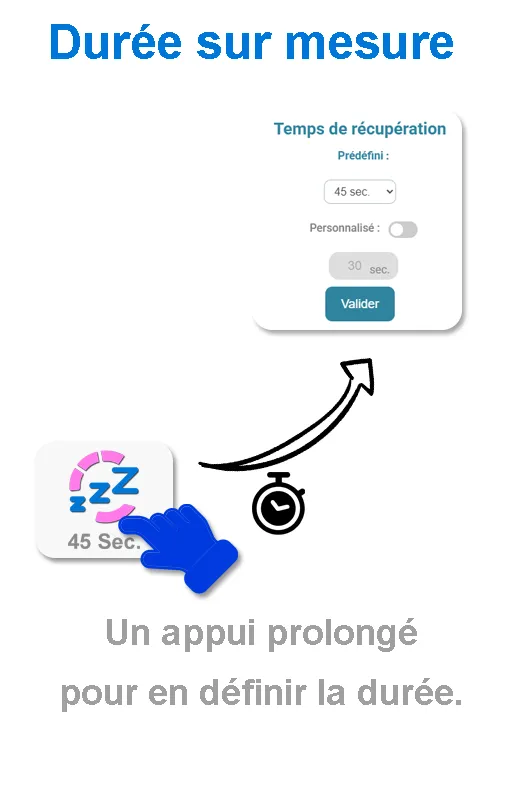 Durée sur mesure
Temps de récupération
Prédéfini :
45 sec.
Personnalisé :
30 sec.
Valider
zzZ
45 Sec.
Un appui prolongé
pour en définir la durée.